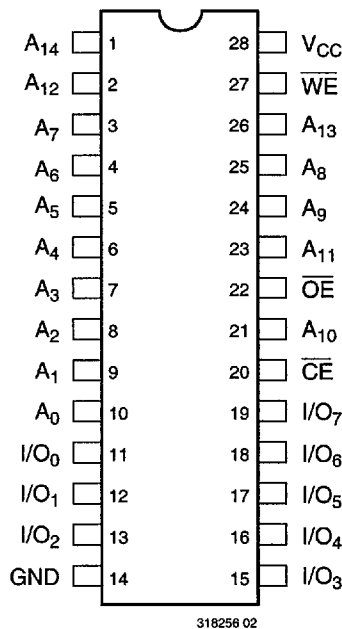 A14 1 28 VCC
A12 2 27 WE
A7 3 26 A13
A6 4 25 A8
A5 5 24 A9
A4 6 23 A11
A3 7 22 OE
A2 8 21 A10
A1 9 20 CE
A0 10 19 I/O7
I/O0 11 18 I/O6
I/O1 12 17 I/O5
I/O2 13 16 I/O4
GND 14 15 I/O3
318256 02